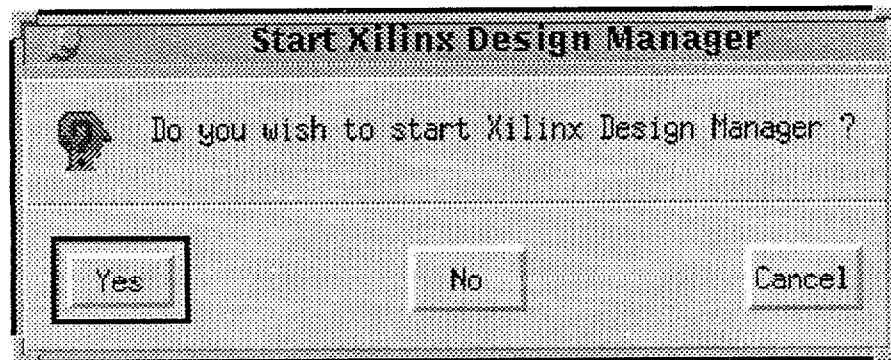 Start Xilinx Design Manager
Do you wish to start Xilinx Design Manager ?
Yes No Cancel